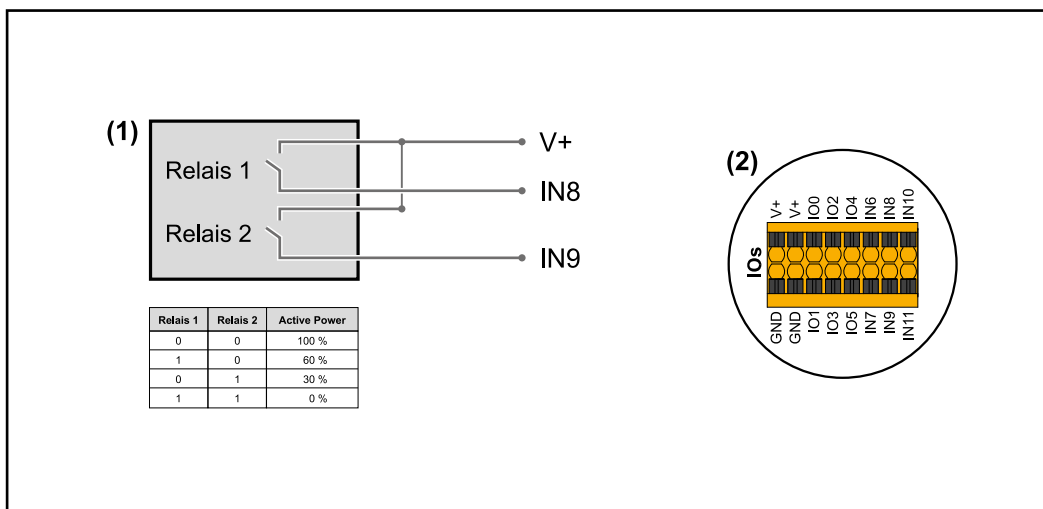 (1)
Relais 1
Relais 2
V+
IN8
IN9
Relais 1 Relais 2 Active Power
0 0 100 %
1 0 60 %
0 1 30 %
1 1 0 %
(2)
V+ V+ IO0 IO2 IO4 IN6 IN8 IN10
IOs
GND GND IO1 IO3 IO5 IN7 IN9 IN11